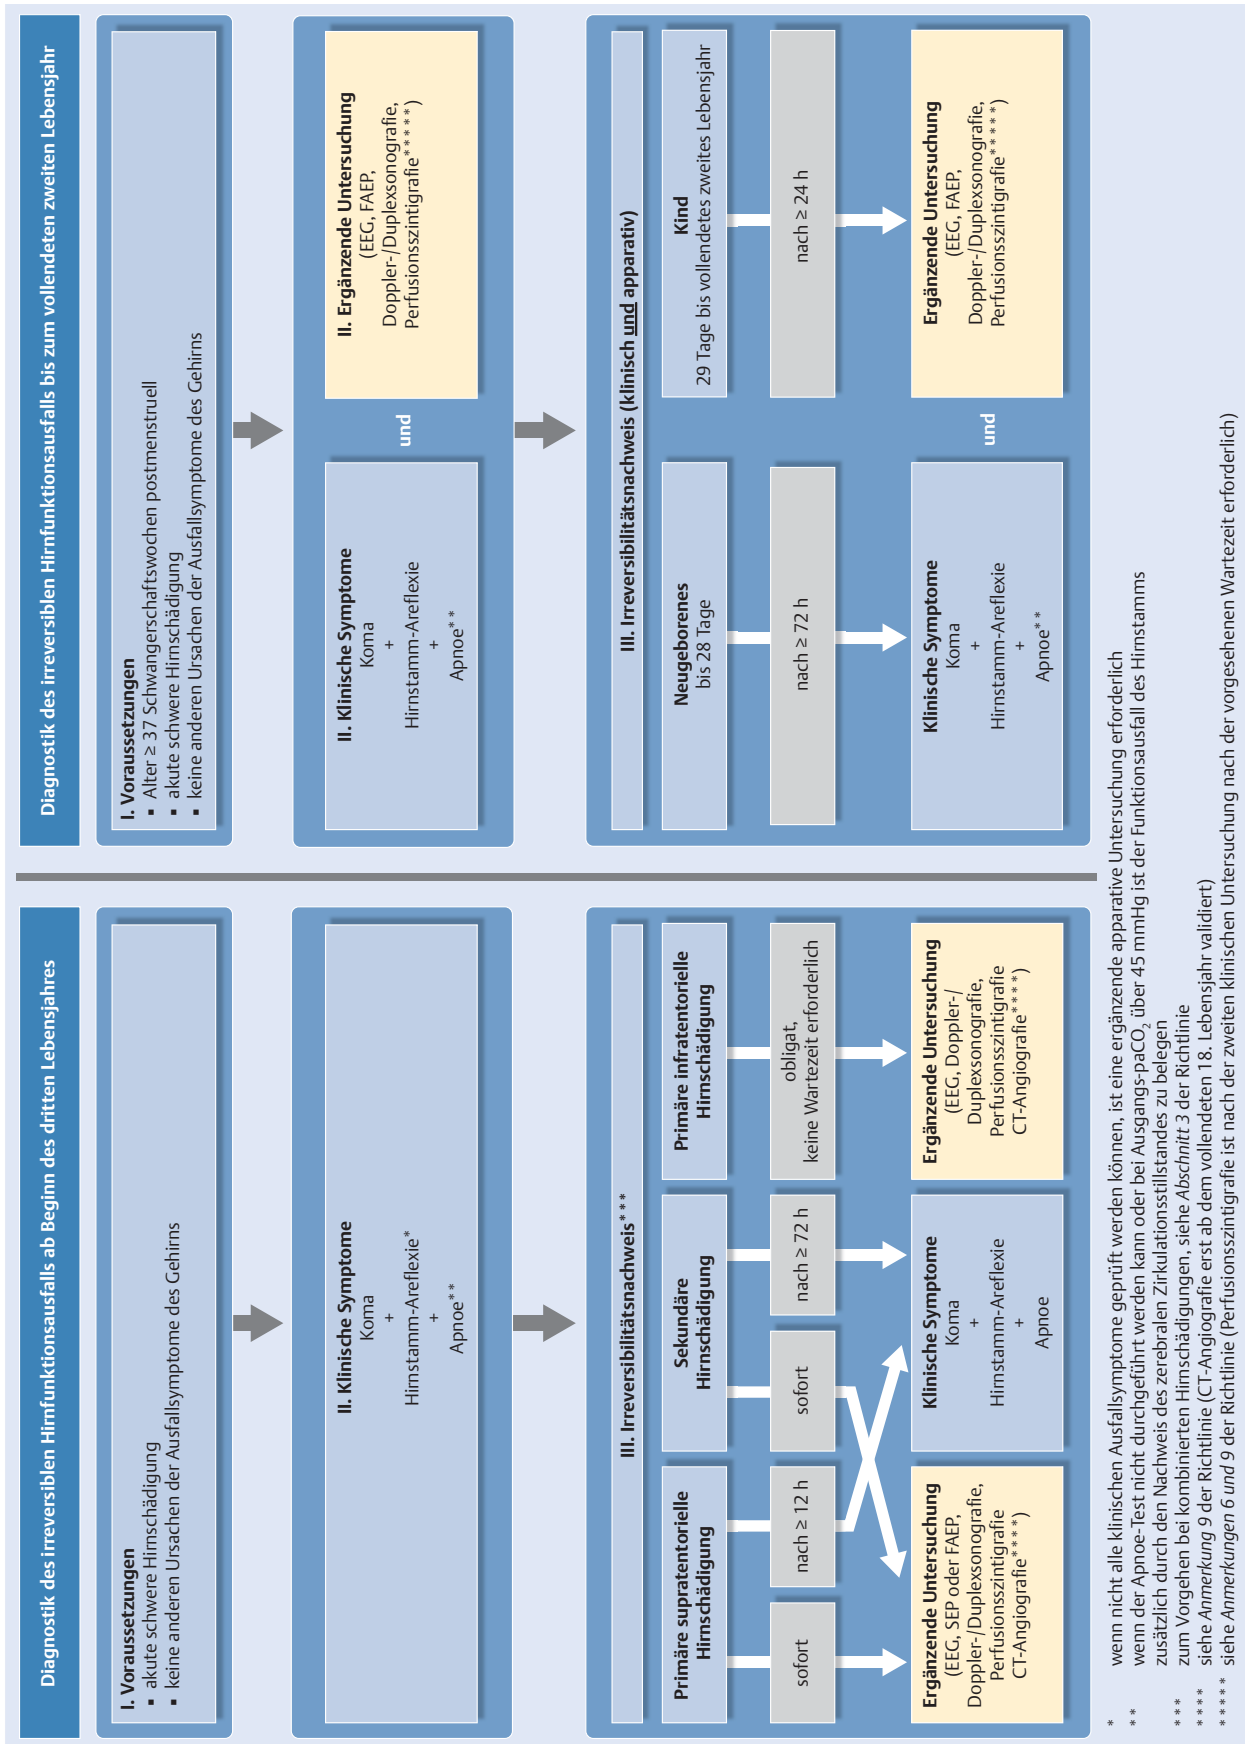 Diagnostik des irreversiblen Hirnfunktionsausfalls ab Beginn des dritten Lebensjahres
I. Voraussetzungen
▪ akute schwere Hirnschädigung
▪ keine anderen Ursachen der Ausfallsymptome des Gehirns
II. Klinische Symptome
Koma
+
Hirnstamm-Areflexie*
+
Apnoe**
III. Irreversibilitätsnachweis***
Primäre supratentorielle
Hirnschädigung
sofort
nach ≥ 12 h
Sekundäre
Hirnschädigung
sofort
nach ≥ 72 h
Primäre infratentorielle
Hirnschädigung
obligat,
keine Wartezeit erforderlich
Ergänzende Untersuchung
(EEG, SEP oder FAEP,
Doppler-/Duplexsonografie,
Perfusionsszintigrafie
CT-Angiografie****)
Klinische Symptome
Koma
+
Hirnstamm-Areflexie
+
Apnoe
Ergänzende Untersuchung
(EEG, Doppler-/
Duplexsonografie,
Perfusionsszintigrafie
CT-Angiografie****)
Diagnostik des irreversiblen Hirnfunktionsausfalls bis zum vollendeten zweiten Lebensjahr
I. Voraussetzungen
▪ Alter ≥ 37 Schwangerschaftswochen postmenstruell
▪ akute schwere Hirnschädigung
▪ keine anderen Ursachen der Ausfallsymptome des Gehirns
II. Klinische Symptome
Koma
+
Hirnstamm-Areflexie
+
Apnoe**
und
II. Ergänzende Untersuchung
(EEG, FAEP,
Doppler-/Duplexsonografie,
Perfusionsszintigrafie*****)
III. Irreversibilitätsnachweis (klinisch und apparativ)
Neugeborenes
bis 28 Tage
nach ≥ 72 h
Kind
29 Tage bis vollendetes zweites Lebensjahr
nach ≥ 24 h
Klinische Symptome
Koma
+
Hirnstamm-Areflexie
+
Apnoe**
und
Ergänzende Untersuchung
(EEG, FAEP,
Doppler-/Duplexsonografie,
Perfusionsszintigrafie*****)
* wenn nicht alle klinischen Ausfallsymptome geprüft werden können, ist eine ergänzende apparative Untersuchung erforderlich
** wenn der Apnoe-Test nicht durchgeführt werden kann oder bei Ausgangs-paCO₂ über 45 mmHg ist der Funktionsausfall des Hirnstamms
zusätzlich durch den Nachweis des zerebralen Zirkulationsstillstandes zu belegen
*** zum Vorgehen bei kombinierten Hirnschädigungen, siehe Abschnitt 3 der Richtlinie
**** siehe Anmerkung 9 der Richtlinie (CT-Angiografie erst ab dem vollendeten 18. Lebensjahr validiert)
***** siehe Anmerkungen 6 und 9 der Richtlinie (Perfusionsszintigrafie ist nach der zweiten klinischen Untersuchung nach der vorgesehenen Wartezeit erforderlich)